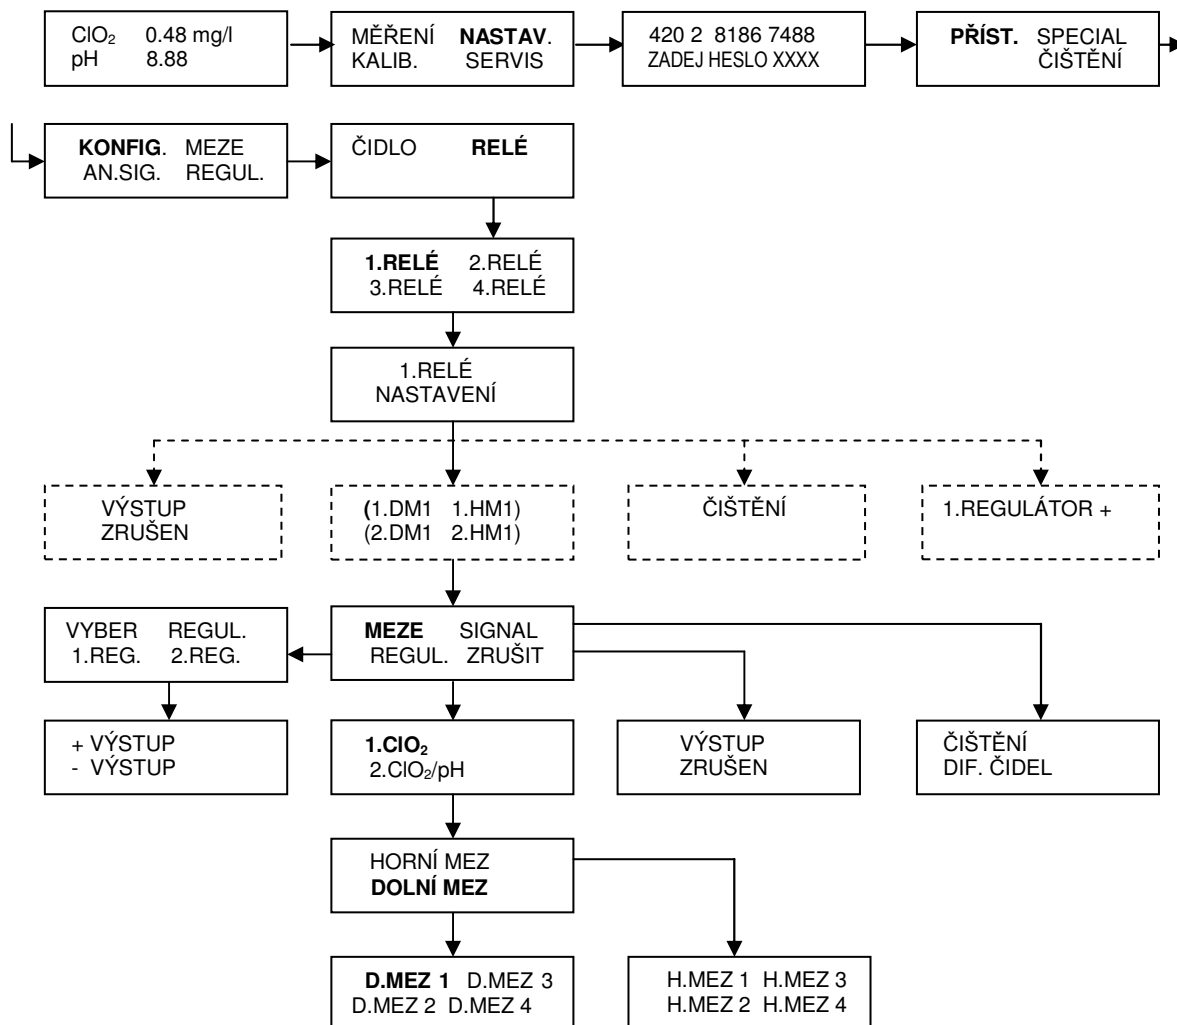 ClO₂ 0.48 mg/l
pH 8.88
MĚŘENÍ NASTAV.
KALIB. SERVIS
420 2 8186 7488
ZADEJ HESLO XXXX
PŘÍST. SPECIAL
ČIŠTĚNÍ
KONFIG. MEZE
AN.SIG. REGUL.
ČIDLO RELÉ
1.RELÉ 2.RELÉ
3.RELÉ 4.RELÉ
1.RELÉ
NASTAVENÍ
VÝSTUP
ZRUŠEN
(1.DM1 1.HM1)
(2.DM1 2.HM1)
ČIŠTĚNÍ
1.REGULÁTOR +
VYBER REGUL.
1.REG. 2.REG.
MEZE SIGNAL
REGUL. ZRUŠIT
+ VÝSTUP
- VÝSTUP
1.ClO₂
2.ClO₂/pH
VÝSTUP
ZRUŠEN
ČIŠTĚNÍ
DIF. ČIDEL
HORNÍ MEZ
DOLNÍ MEZ
D.MEZ 1 D.MEZ 3
D.MEZ 2 D.MEZ 4
H.MEZ 1 H.MEZ 3
H.MEZ 2 H.MEZ 4